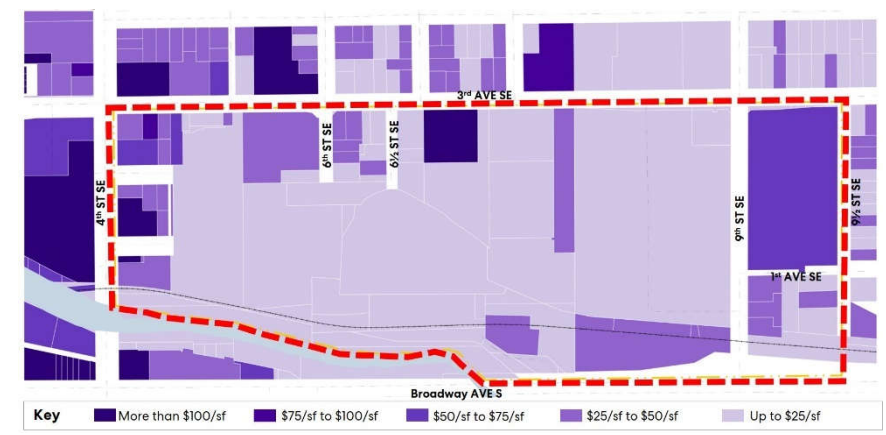 3rd AVE SE
4th ST SE
6th ST SE
6½ ST SE
9th ST SE
9½ ST SE
1st AVE SE
Broadway AVE S
Key
More than $100/sf
$75/sf to $100/sf
$50/sf to $75/sf
$25/sf to $50/sf
Up to $25/sf